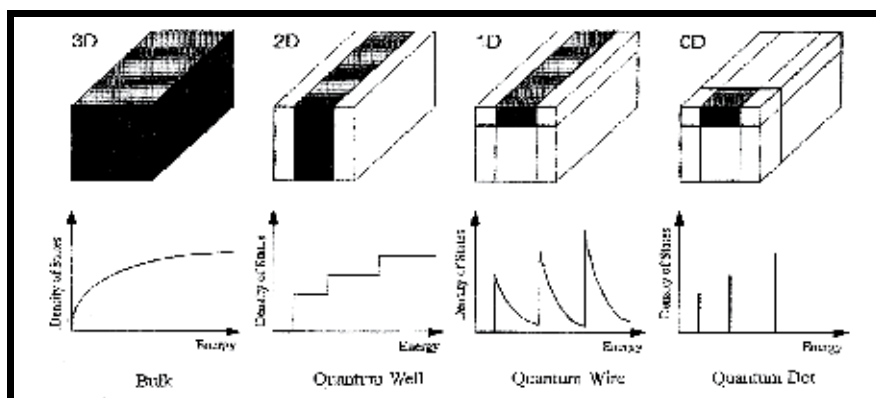 3D 2D 1D 0D
Density of States Density of States Density of States Density of States
Energy Energy Energy Energy
Bulk Quantum Well Quantum Wire Quantum Dot